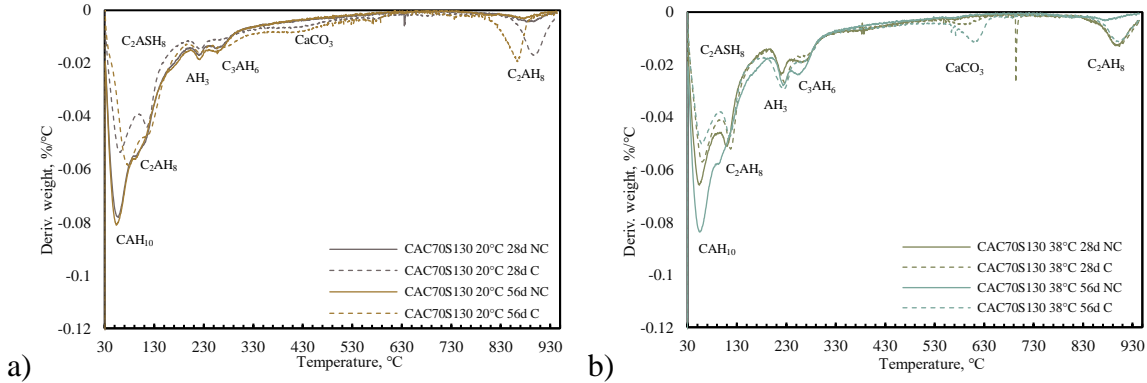 0
-0.02
-0.04
-0.06
-0.08
-0.1
-0.12
Deriv. weight, %/°C
C₂ASH₈
AH₃
C₃AH₆
CaCO₃
C₂AH₈
C₂AH₈
CAH₁₀
CAC70S130 20°C 28d NC
CAC70S130 20°C 28d C
CAC70S130 20°C 56d NC
CAC70S130 20°C 56d C
30 130 230 330 430 530 630 730 830 930
Temperature, °C
a)
0
-0.02
-0.04
-0.06
-0.08
-0.1
-0.12
Deriv. weight, %/°C
C₂ASH₈
AH₃
C₃AH₆
CaCO₃
C₂AH₈
C₂AH₈
CAH₁₀
CAC70S130 38°C 28d NC
CAC70S130 38°C 28d C
CAC70S130 38°C 56d NC
CAC70S130 38°C 56d C
30 130 230 330 430 530 630 730 830 930
Temperature, °C
b)